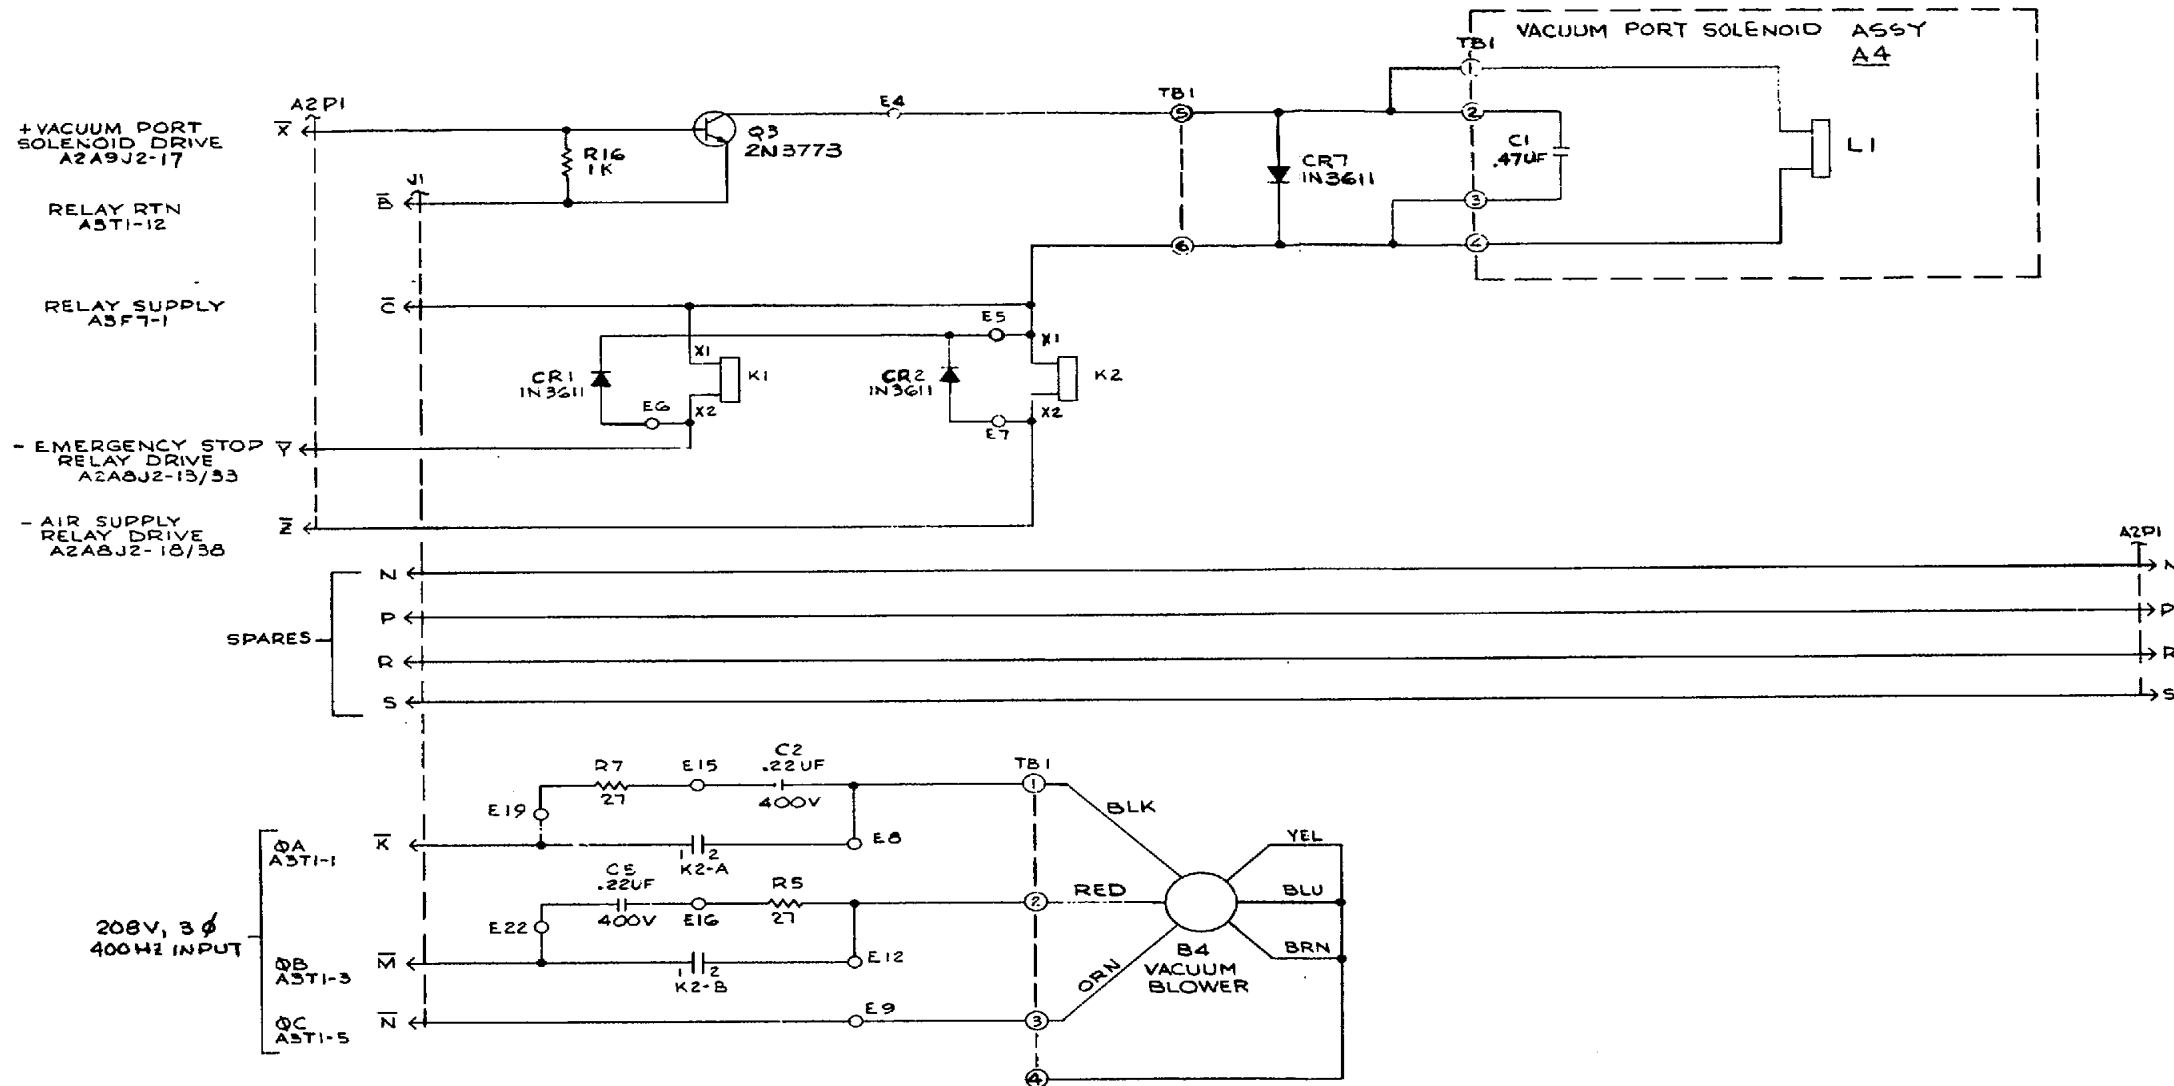 VACUUM PORT SOLENOID ASSY
A4
TB1
1
A2P1
+VACUUM PORT
SOLENOID DRIVE
A2A9J2-17
X̅
R16
1K
Q3
2N3773
E4
TB1
5
2
C1
.47UF
L1
CR7
1N3611
J1
RELAY RTN
A3T1-12
3
6
4
RELAY SUPPLY
A3F7-1
C̅
E5
X1
X1
CR1
1N3611
K1
CR2
1N3611
K2
E6
X2
E7
X2
- EMERGENCY STOP
RELAY DRIVE
A2A8J2-13/33
Y̅
- AIR SUPPLY
RELAY DRIVE
A2A8J2-18/38
Z̅
A2P1
SPARES
N
N
P
P
R
R
S
S
R7
27
E15
C2
.22UF
400V
TB1
1
E19
BLK
ØA
A3T1-1
K̅
1 2
K2-A
E8
YEL
C5
.22UF
400V
E16
R5
27
2
RED
BLU
E22
208V, 3Ø
400HZ INPUT
ØB
A3T1-3
M̅
1 2
K2-B
E12
ORN
B4
VACUUM
BLOWER
BRN
ØC
A3T1-5
N̅
E9
3
4